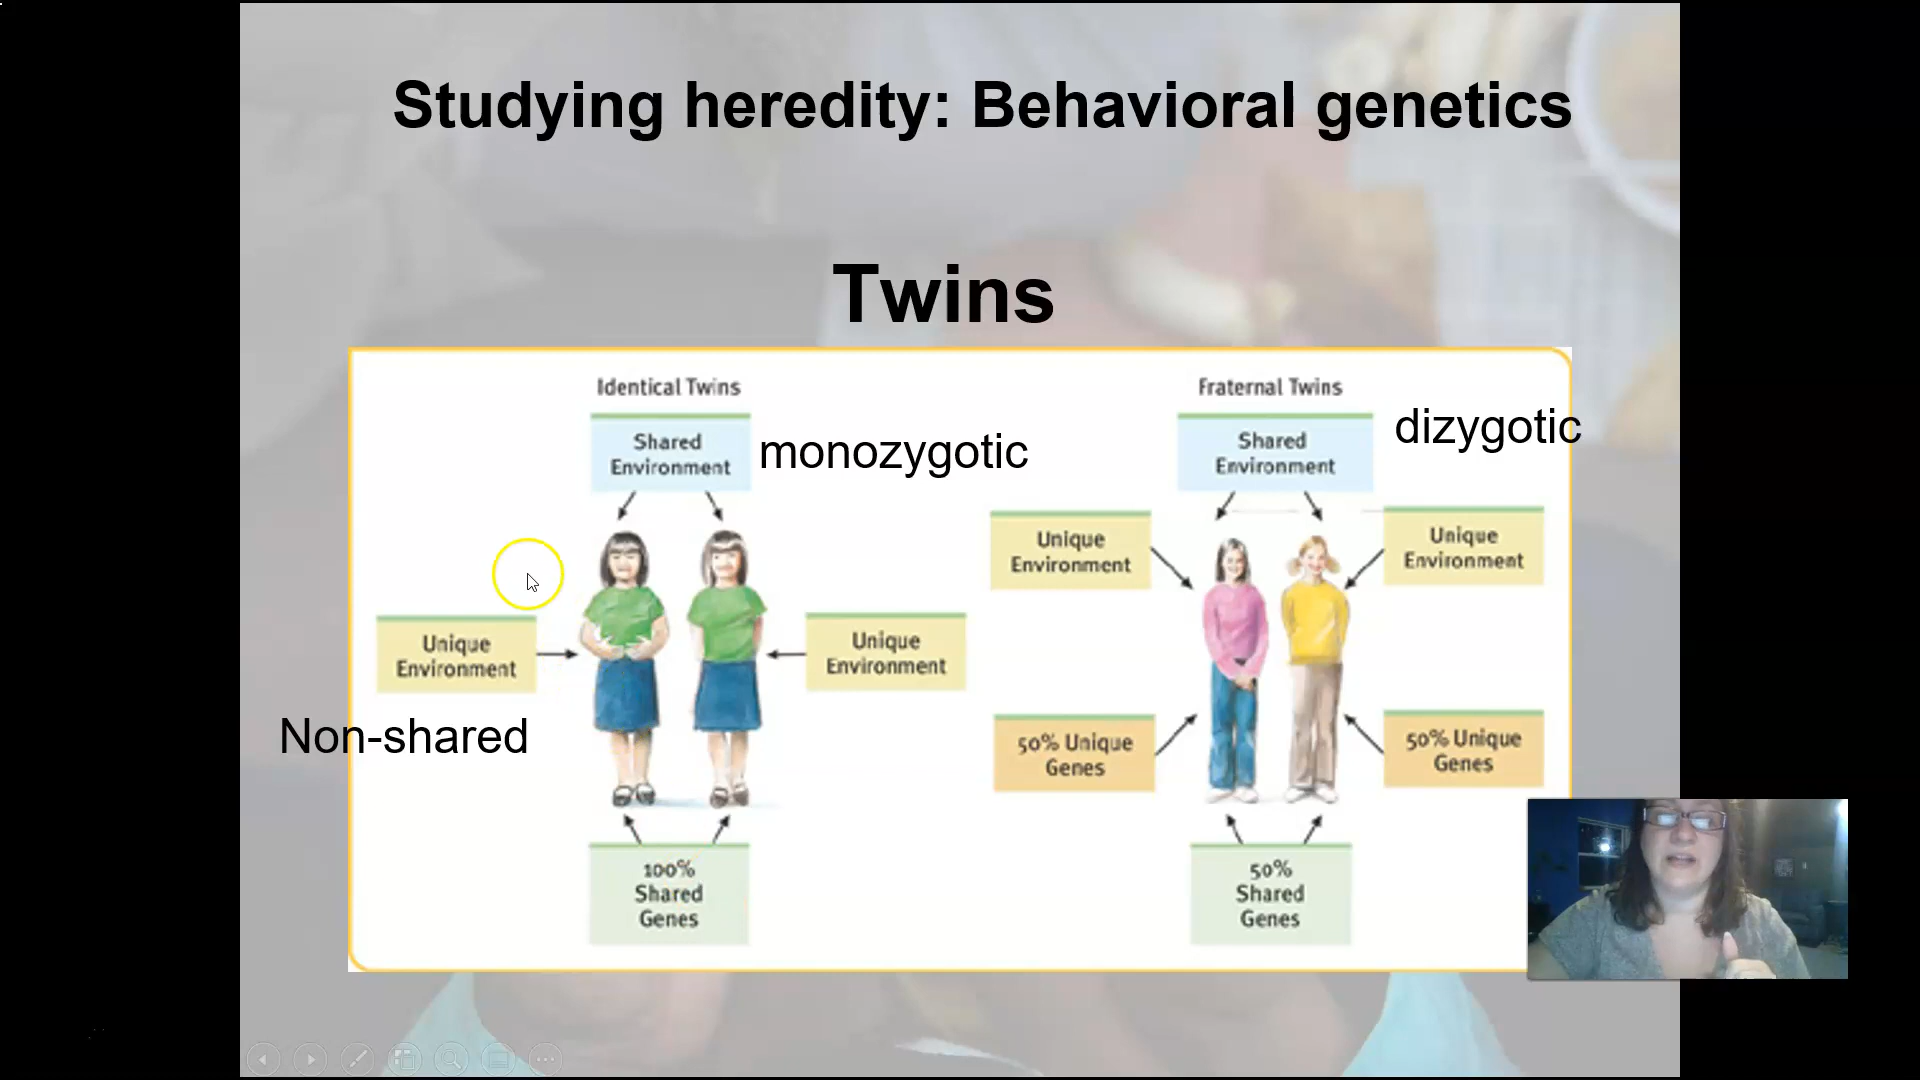 Studying heredity: Behavioral genetics
Twins
Identical Twins
Shared
Environment
monozygotic
Unique
Environment
Unique
Environment
Non-shared
100%
Shared
Genes
Fraternal Twins
Shared
Environment
dizygotic
Unique
Environment
Unique
Environment
50% Unique
Genes
50% Unique
Genes
50%
Shared
Genes